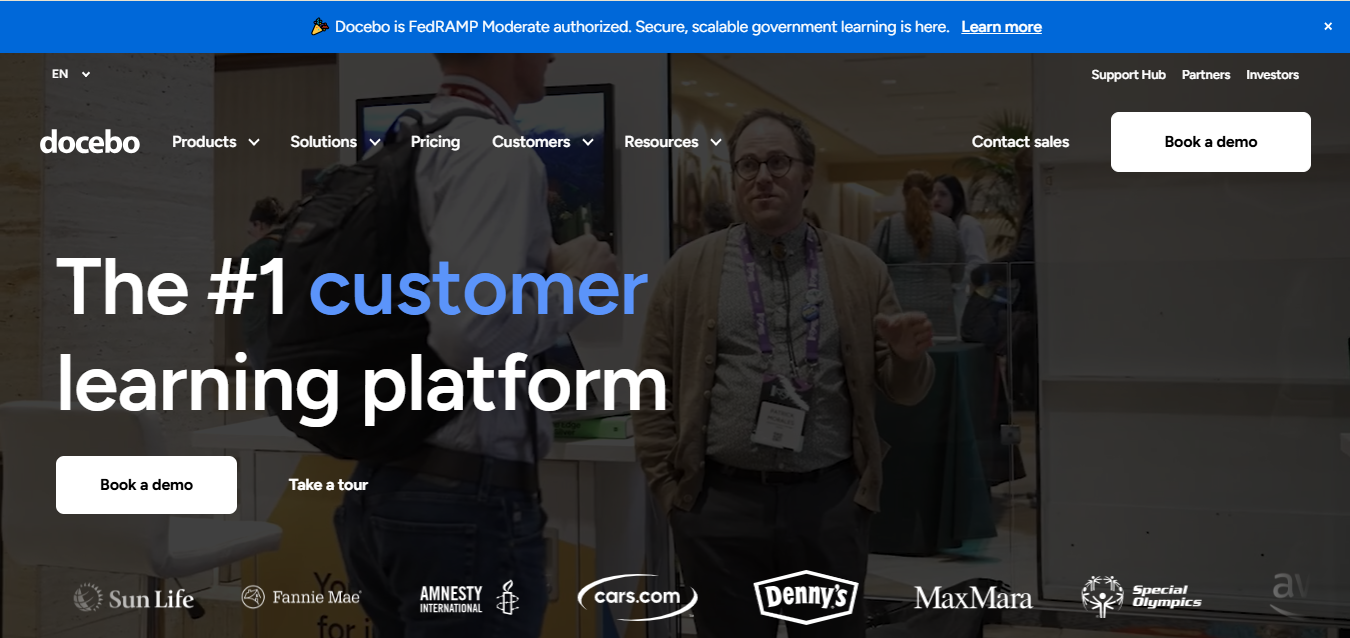 Docebo is FedRAMP Moderate authorized. Secure, scalable government learning is here. Learn more
EN
Support Hub Partners Investors
docebo Products Solutions Pricing Customers Resources Contact sales Book a demo
The #1 customer
learning platform
Book a demo Take a tour
Sun Life Fannie Mae AMNESTY INTERNATIONAL cars.com Denny's MaxMara Special Olympics